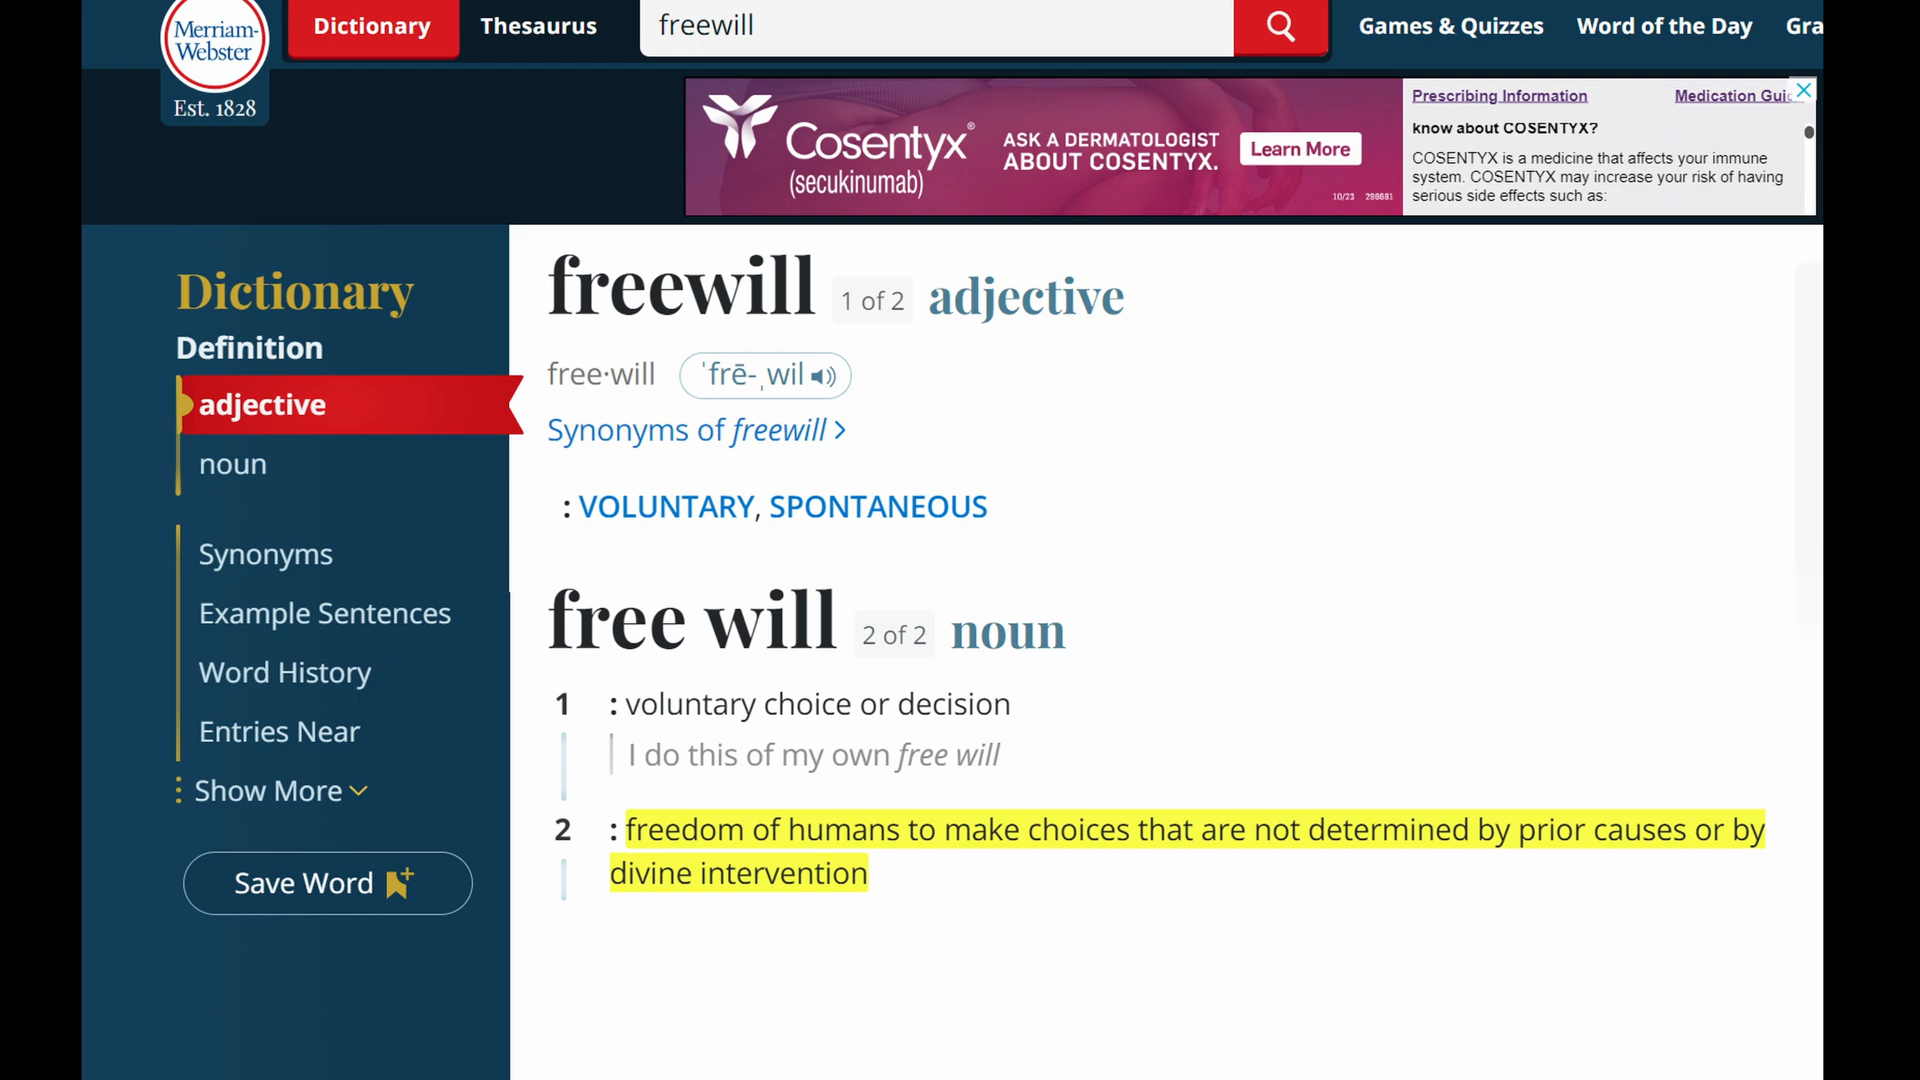 Merriam-
Webster
Est. 1828
Dictionary
Thesaurus
freewill
Games & Quizzes
Word of the Day
Gra
Cosentyx®
(secukinumab)
ASK A DERMATOLOGIST
ABOUT COSENTYX.
Learn More
10/23 296681
Prescribing Information
Medication Gui
know about COSENTYX?
COSENTYX is a medicine that affects your immune
system. COSENTYX may increase your risk of having
serious side effects such as:
Dictionary
Definition
adjective
noun
Synonyms
Example Sentences
Word History
Entries Near
Show More
Save Word
freewill 1 of 2 adjective
free·will ˈfrē-ˌwil
Synonyms of freewill
: VOLUNTARY, SPONTANEOUS
free will 2 of 2 noun
1 : voluntary choice or decision
I do this of my own free will
2 : freedom of humans to make choices that are not determined by prior causes or by
divine intervention